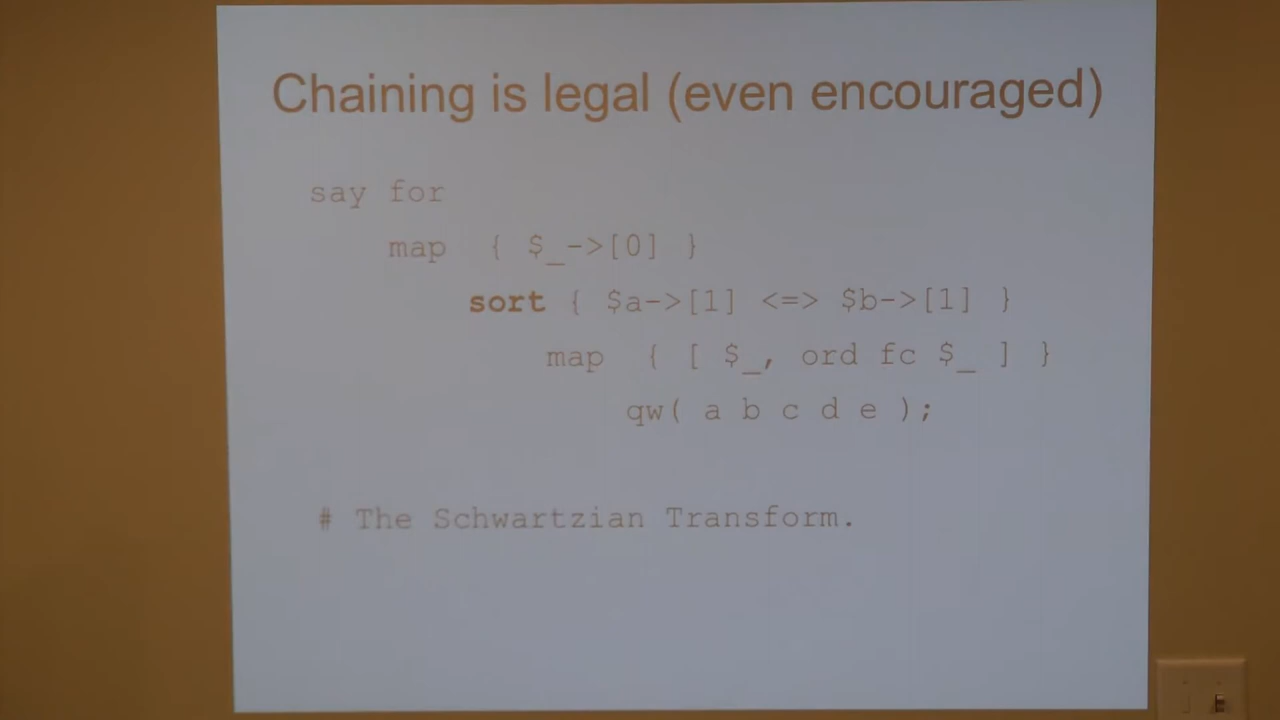 Chaining is legal (even encouraged)
say for
map { $_->[0] }
sort { $a->[1] <=> $b->[1] }
map { [ $_, ord fc $_ ] }
qw( a b c d e );
# The Schwartzian Transform.